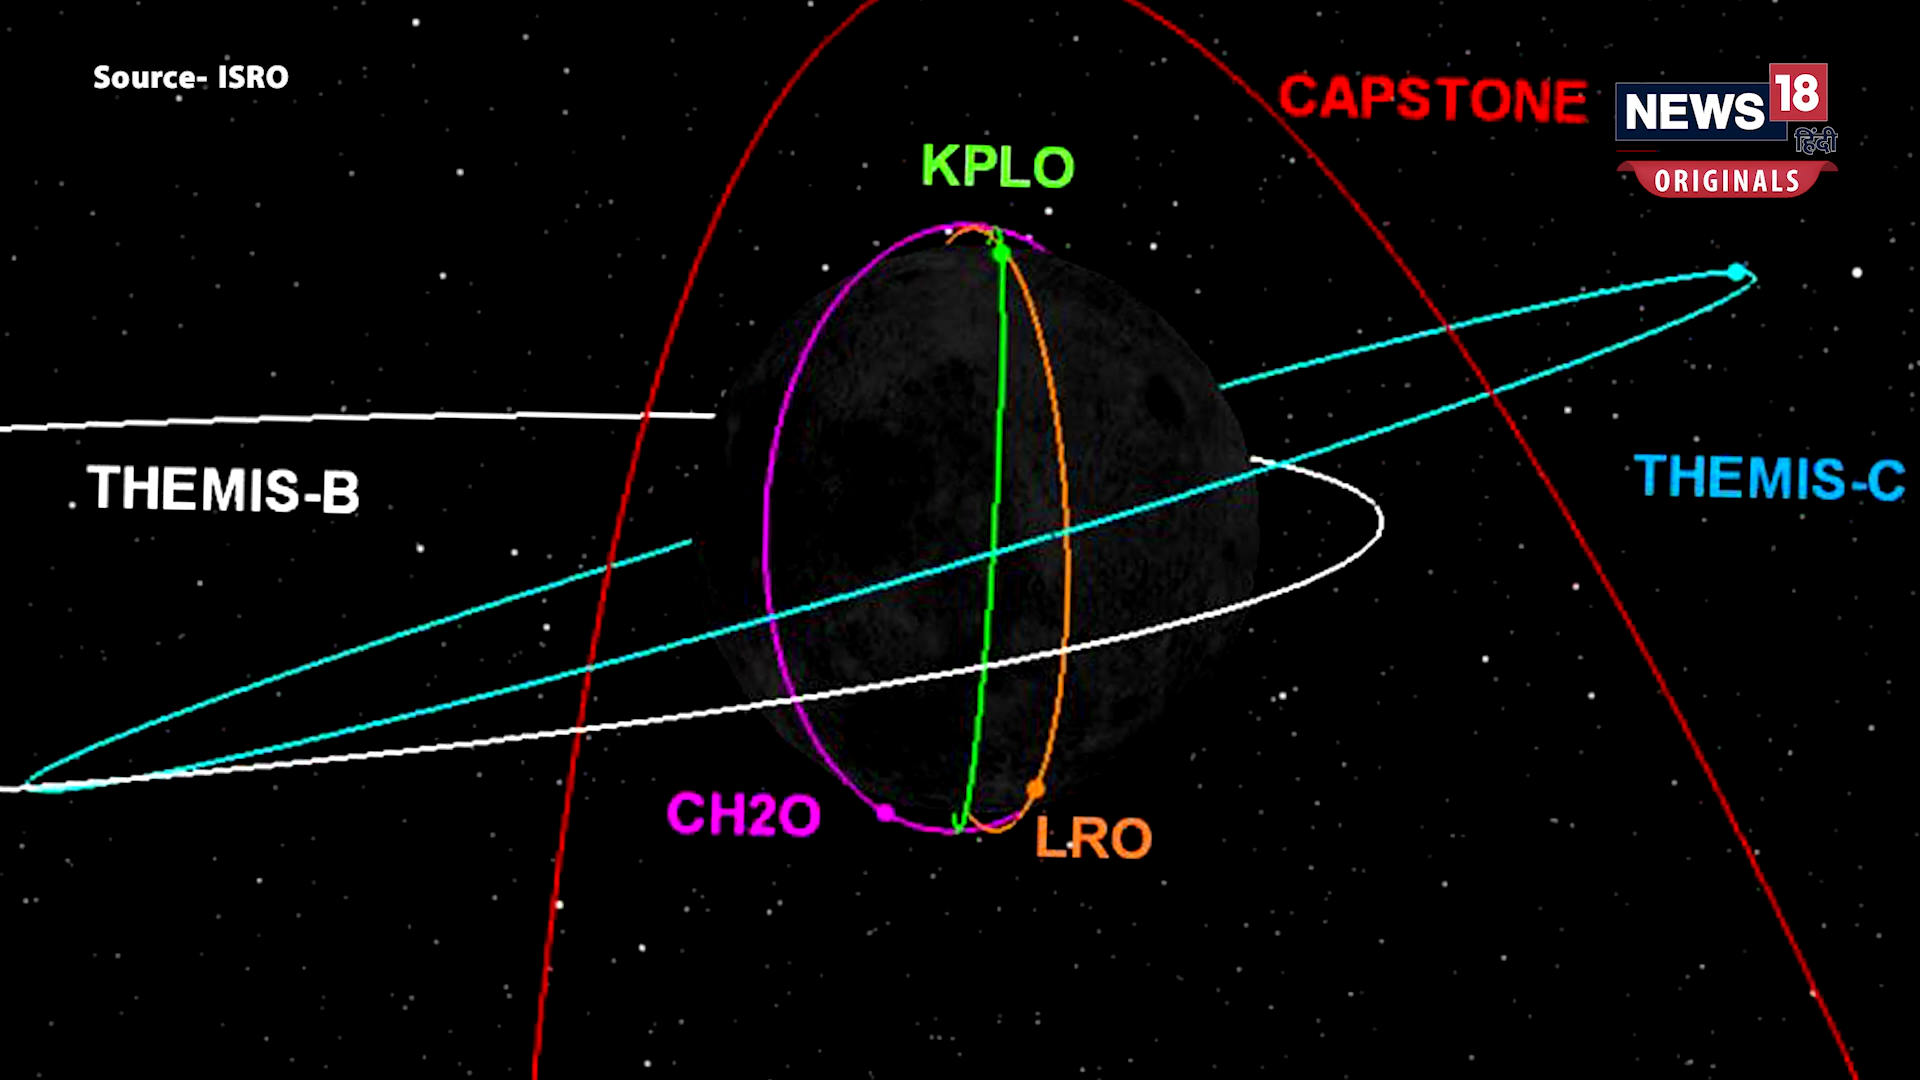 Source- ISRO
CAPSTONE
NEWS 18
हिंदी
ORIGINALS
KPLO
THEMIS-B
THEMIS-C
CH2O
LRO